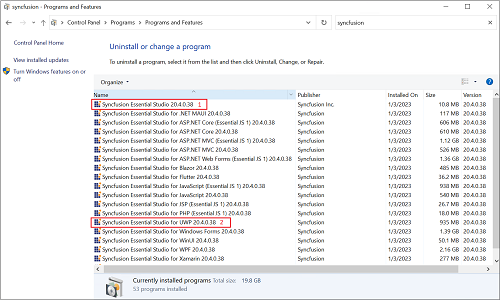 Programs and Features
Control Panel > Programs > Programs and Features
syncfusion
Control Panel Home
View installed updates
Turn Windows features on or off
Uninstall or change a program
To uninstall a program, select it from the list and then click Uninstall, Change, or Repair.
Organize
Name Publisher Installed On Size Version
Syncfusion Essential Studio 20.4.0.38 1 Syncfusion Inc. 1/3/2023 10.8 MB 20.4.0.38
Syncfusion Essential Studio for .NET MAUI 20.4.0.38 Syncfusion 1/3/2023 117 MB 20.4.0.38
Syncfusion Essential Studio for ASP.NET Core (Essential JS 1) 20.4.0.38 Syncfusion 1/3/2023 606 MB 20.4.0.38
Syncfusion Essential Studio for ASP.NET Core 20.4.0.38 Syncfusion 1/3/2023 610 MB 20.4.0.38
Syncfusion Essential Studio for ASP.NET MVC (Essential JS 1) 20.4.0.38 Syncfusion 1/3/2023 1.12 GB 20.4.0.38
Syncfusion Essential Studio for ASP.NET MVC 20.4.0.38 Syncfusion 1/3/2023 526 MB 20.4.0.38
Syncfusion Essential Studio for ASP.NET Web Forms (Essential JS 1) 20.4.0.38 Syncfusion 1/3/2023 1.36 GB 20.4.0.38
Syncfusion Essential Studio for Blazor 20.4.0.38 Syncfusion 1/3/2023 485 MB 20.4.0.38
Syncfusion Essential Studio for Flutter 20.4.0.38 Syncfusion 1/3/2023 36.2 MB 20.4.0.38
Syncfusion Essential Studio for JavaScript (Essential JS 1) 20.4.0.38 Syncfusion 1/3/2023 938 MB 20.4.0.38
Syncfusion Essential Studio for JavaScript 20.4.0.38 Syncfusion 1/3/2023 540 MB 20.4.0.38
Syncfusion Essential Studio for JSP (Essential JS 1) 20.4.0.38 Syncfusion 1/3/2023 26.7 MB 20.4.0.38
Syncfusion Essential Studio for PHP (Essential JS 1) 20.4.0.38 Syncfusion 1/3/2023 18.0 MB 20.4.0.38
Syncfusion Essential Studio for UWP 20.4.0.38 2 Syncfusion 1/3/2023 935 MB 20.4.0.38
Syncfusion Essential Studio for Windows Forms 20.4.0.38 Syncfusion 1/3/2023 1.39 GB 20.4.0.38
Syncfusion Essential Studio for WinUI 20.4.0.38 Syncfusion 1/3/2023 50.1 MB 20.4.0.38
Syncfusion Essential Studio for WPF 20.4.0.38 Syncfusion 1/3/2023 2.16 GB 20.4.0.38
Syncfusion Essential Studio for Xamarin 20.4.0.38 Syncfusion 1/3/2023 277 MB 20.4.0.38
Currently installed programs Total size: 19.8 GB
53 programs installed